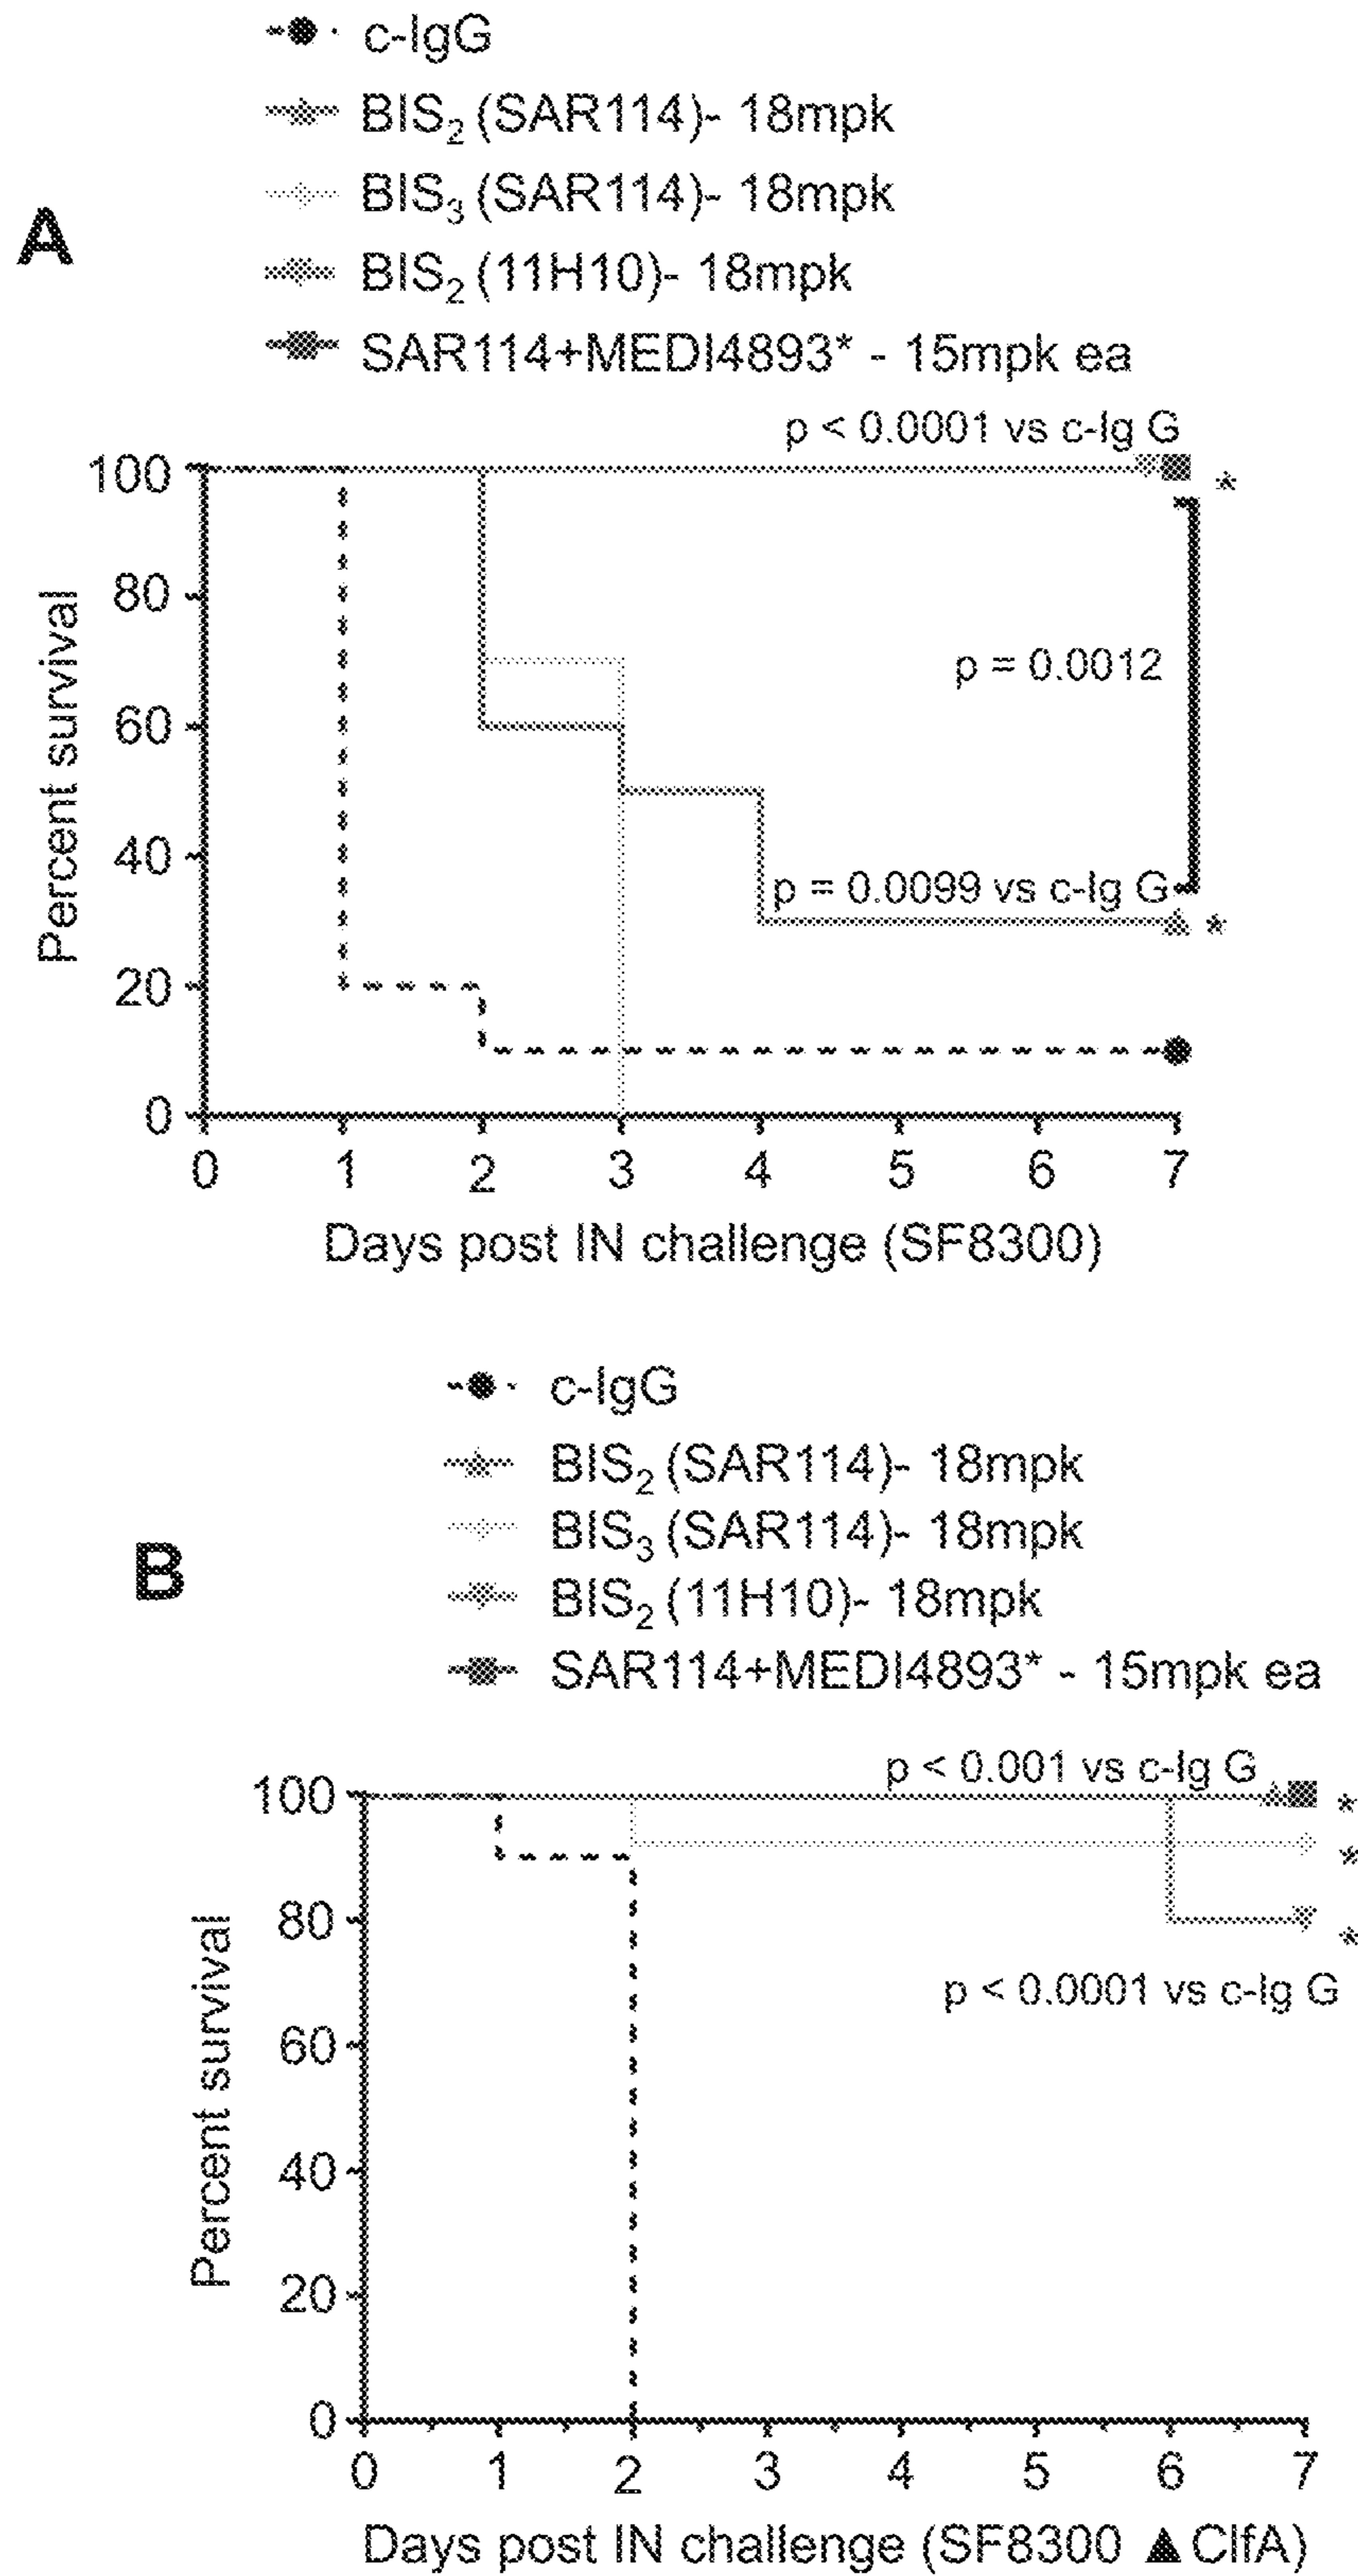 c-IgG
BIS2 (SAR114)- 18mpk
BIS3 (SAR114)- 18mpk
A
BIS2 (11H10)- 18mpk
SAR114+MEDI4893* - 15mpk ea
p < 0.0001 vs c-Ig G
100
*
80
60
40
20
0
Percent survival
p = 0.0012
p = 0.0099 vs c-Ig G
*
0 1 2 3 4 5 6 7
Days post IN challenge (SF8300)
c-IgG
BIS2 (SAR114)- 18mpk
BIS3 (SAR114)- 18mpk
B
BIS2 (11H10)- 18mpk
SAR114+MEDI4893* - 15mpk ea
p < 0.001 vs c-Ig G
100
*
*
80
*
p < 0.0001 vs c-Ig G
60
40
20
0
Percent survival
0 1 2 3 4 5 6 7
Days post IN challenge (SF8300 ▲ ClfA)